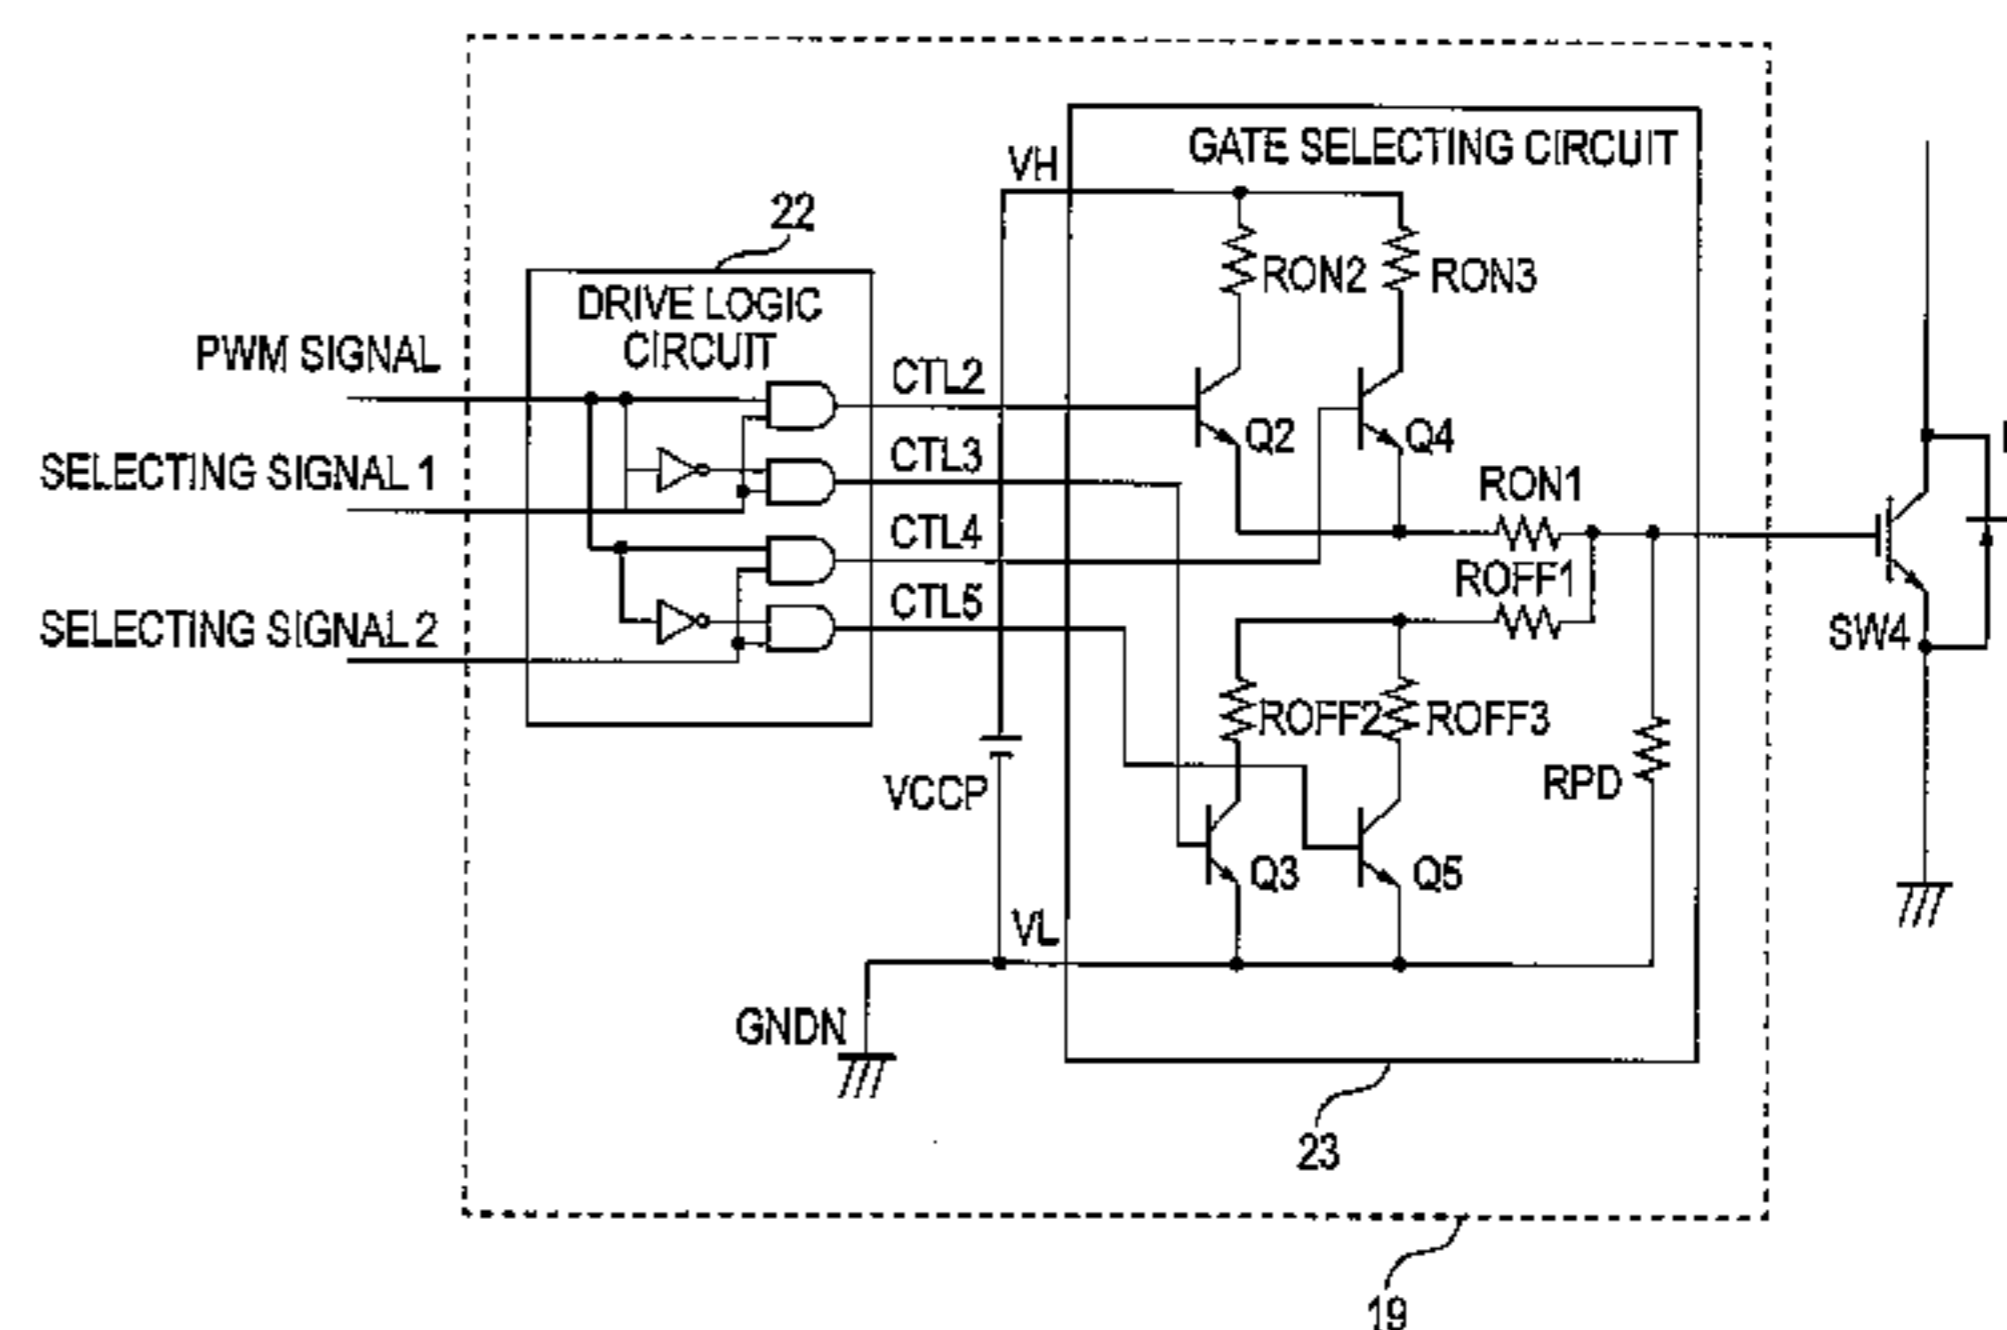 GATE SELECTING CIRCUIT
VH
22
RON2
RON3
DRIVE LOGIC
CIRCUIT
PWM SIGNAL
CTL2
Q2
Q4
CTL3
SELECTING SIGNAL 1
RON1
CTL4
ROFF1
CTL5
SELECTING SIGNAL 2
SW4
ROFF2
ROFF3
RPD
VCCP
Q3
Q5
VL
GNDN
23
19